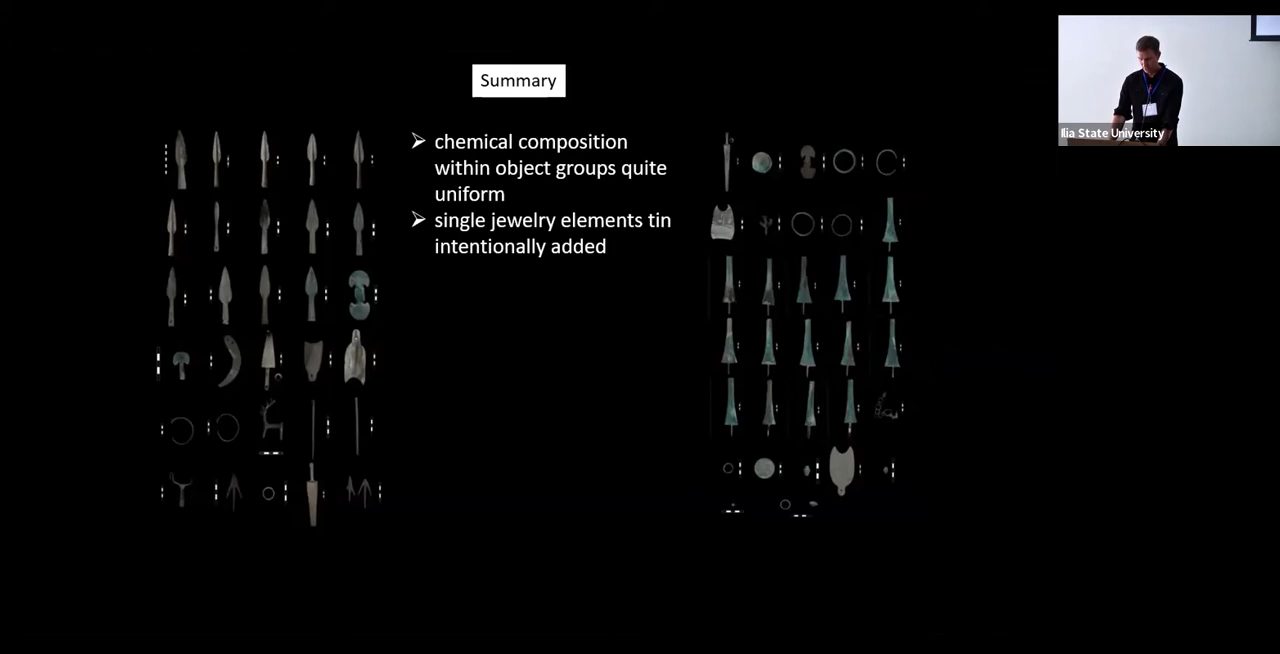 Summary
➢ chemical composition
within object groups quite
uniform
➢ single jewelry elements tin
intentionally added
Ilia State University